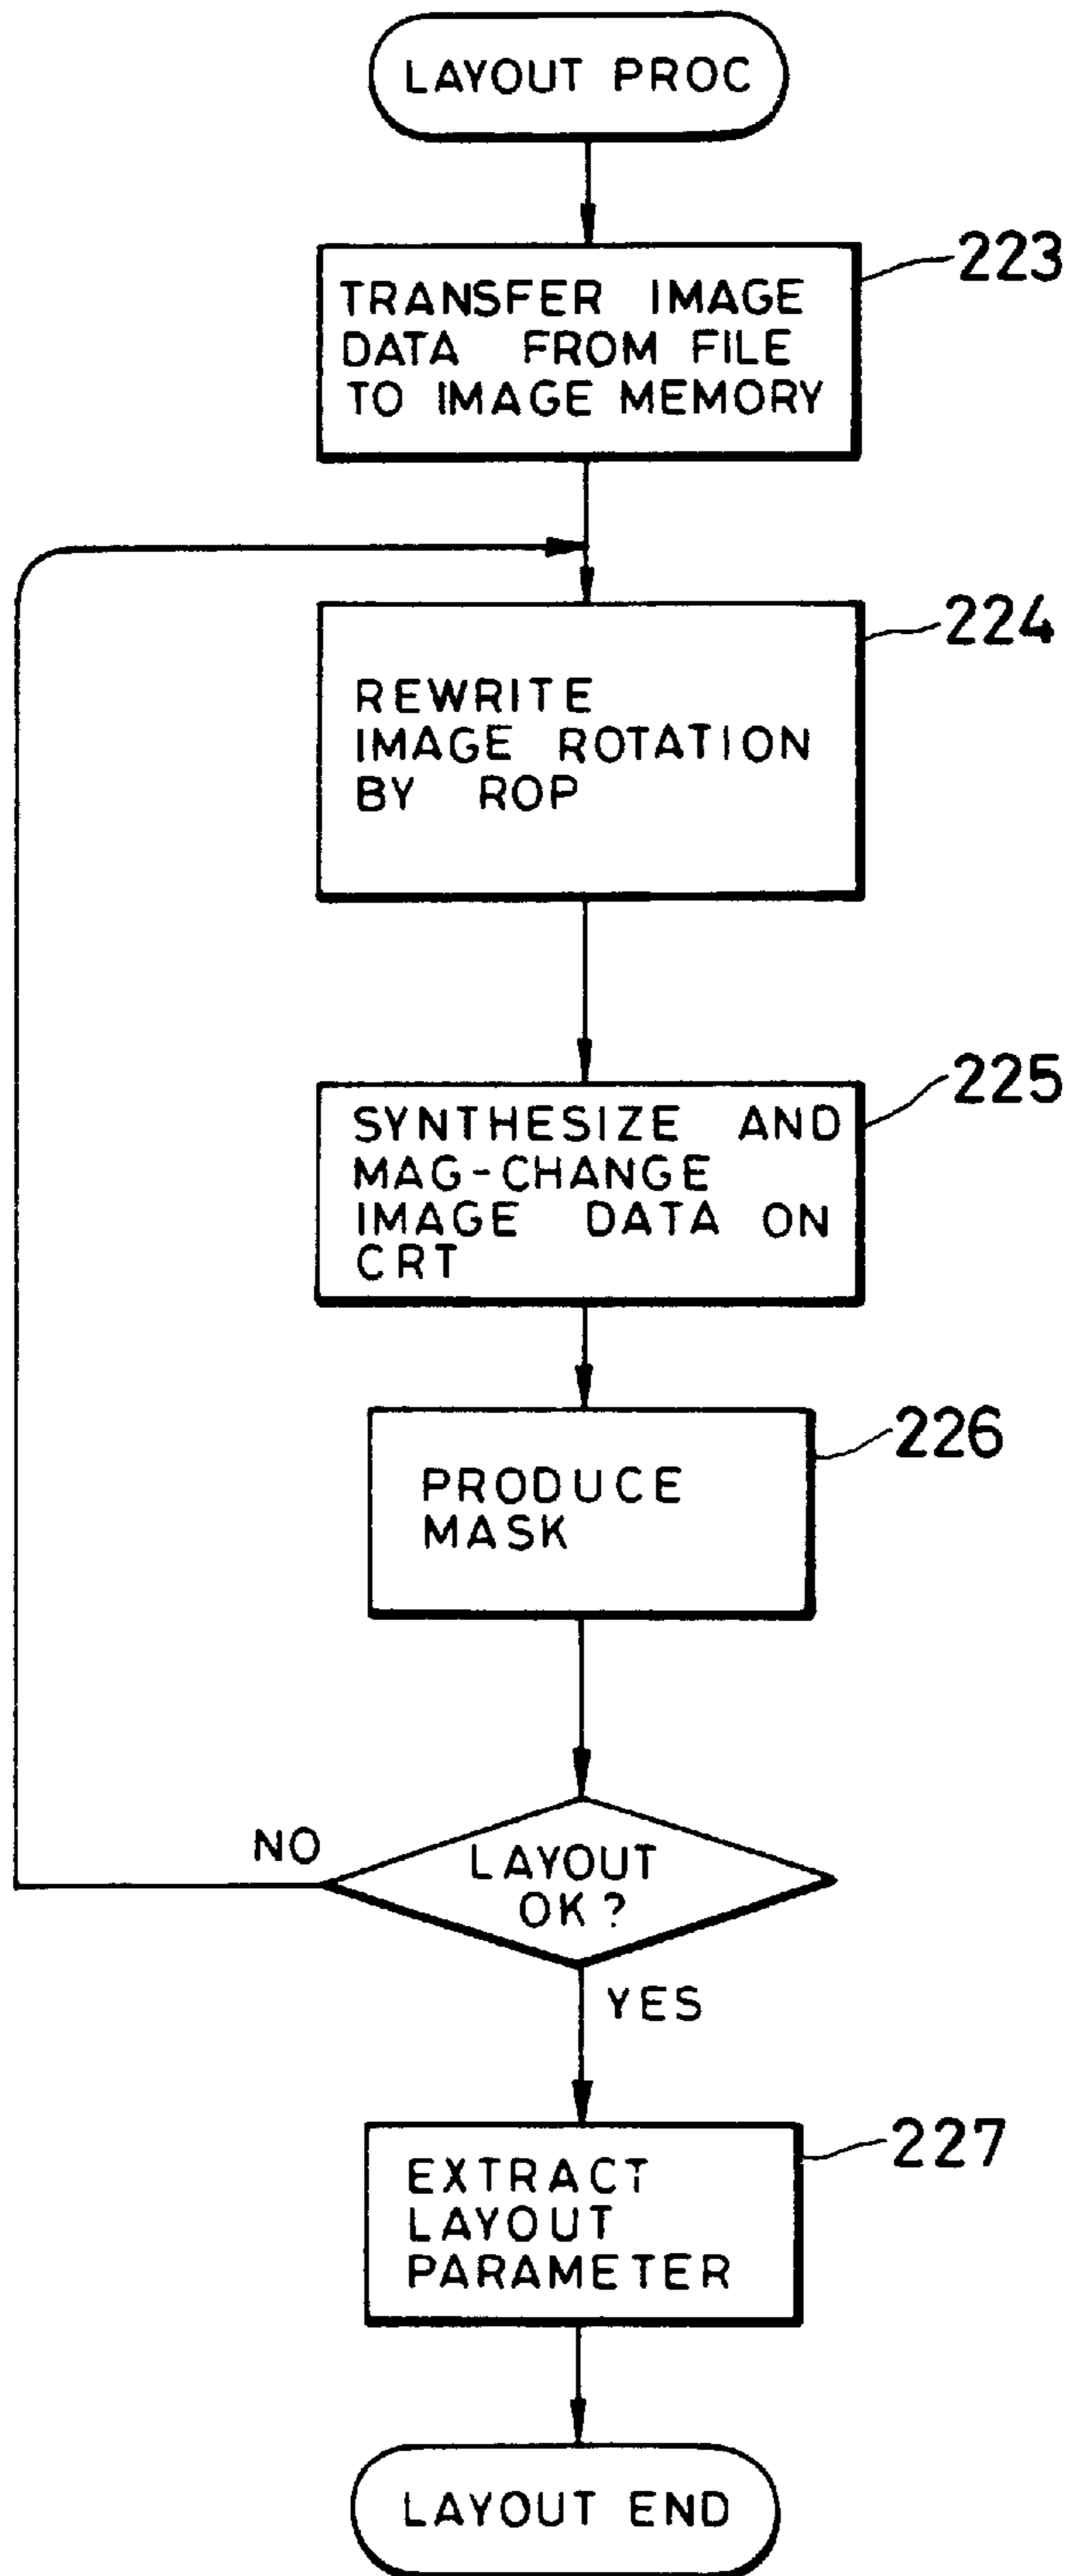 LAYOUT PROC
223
TRANSFER IMAGE
DATA FROM FILE
TO IMAGE MEMORY
224
REWRITE
IMAGE ROTATION
BY ROP
225
SYNTHESIZE AND
MAG-CHANGE
IMAGE DATA ON
CRT
226
PRODUCE
MASK
NO
LAYOUT
OK?
YES
227
EXTRACT
LAYOUT
PARAMETER
LAYOUT END